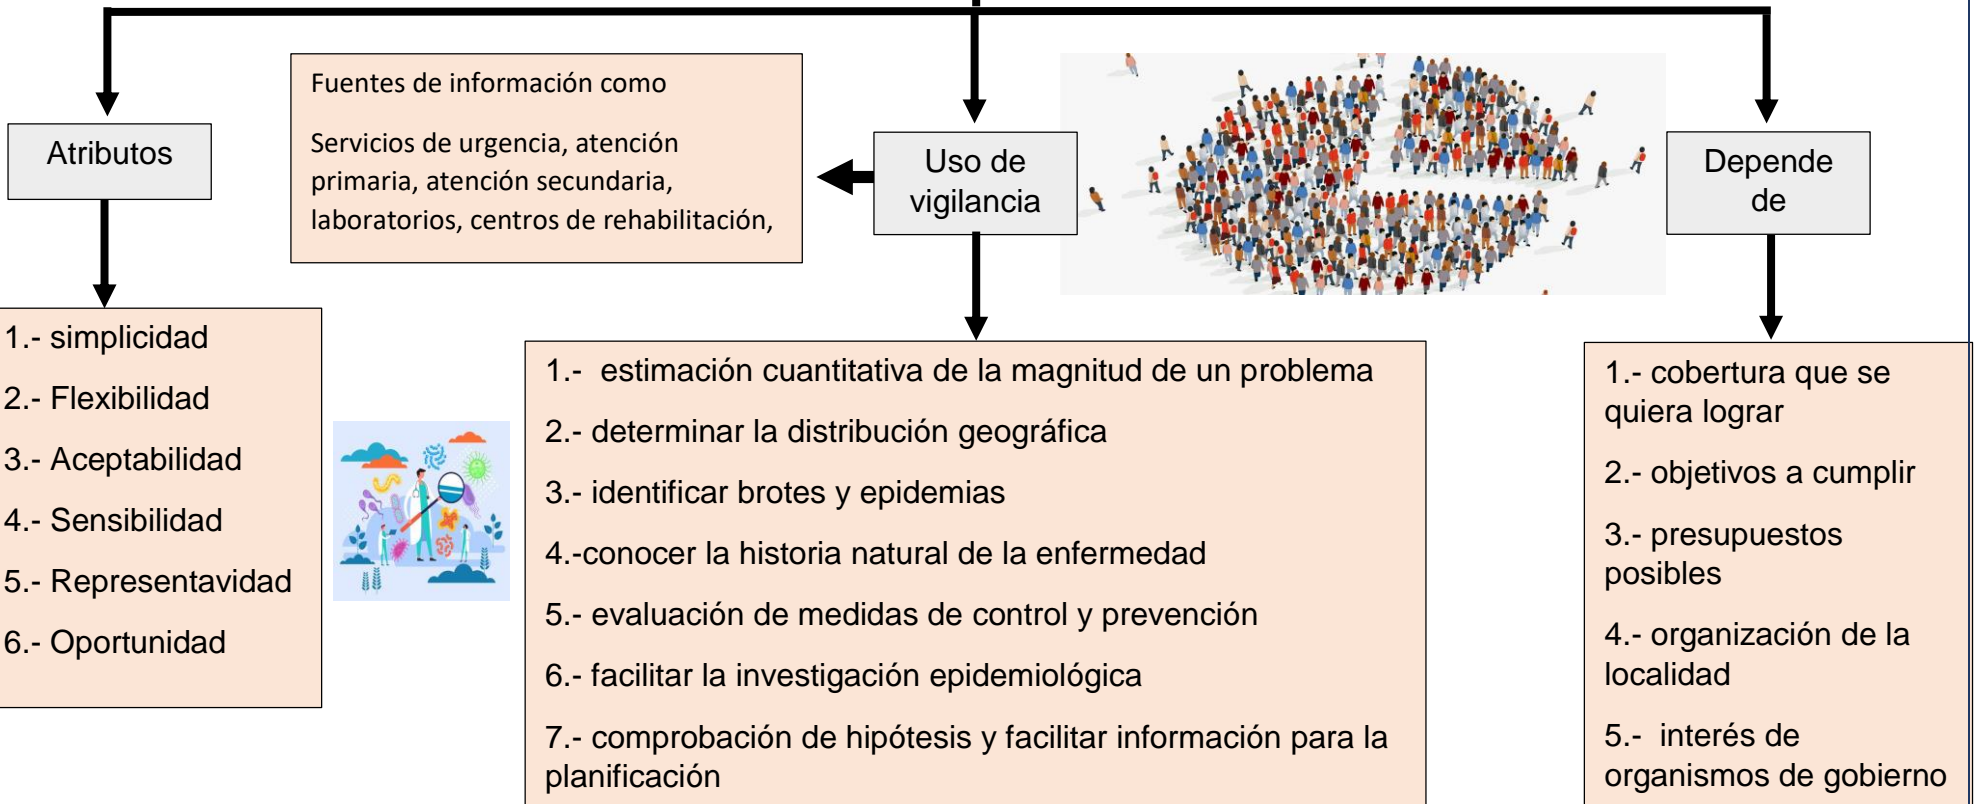 Atributos
Fuentes de información como
Servicios de urgencia, atención
primaria, atención secundaria,
laboratorios, centros de rehabilitación,
Uso de
vigilancia
Depende
de
1.- simplicidad
2.- Flexibilidad
3.- Aceptabilidad
4.- Sensibilidad
5.- Representavidad
6.- Oportunidad
1.- estimación cuantitativa de la magnitud de un problema
2.- determinar la distribución geográfica
3.- identificar brotes y epidemias
4.-conocer la historia natural de la enfermedad
5.- evaluación de medidas de control y prevención
6.- facilitar la investigación epidemiológica
7.- comprobación de hipótesis y facilitar información para la
planificación
1.- cobertura que se
quiera lograr
2.- objetivos a cumplir
3.- presupuestos
posibles
4.- organización de la
localidad
5.- interés de
organismos de gobierno